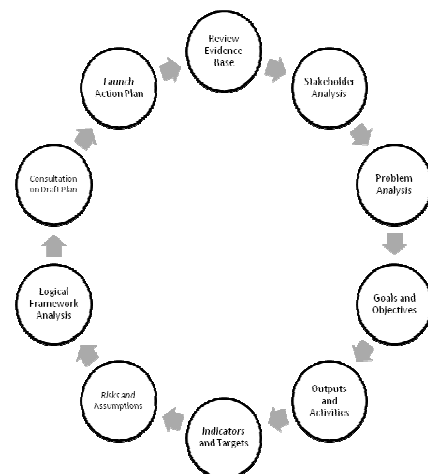 Review
Evidence
Base
Stakeholder
Analysis
Problem
Analysis
Goals and
Objectives
Outputs
and
Activities
Indicators
and Targets
Risks and
Assumptions
Logical
Framework
Analysis
Consultation
on Draft Plan
Launch
Action Plan